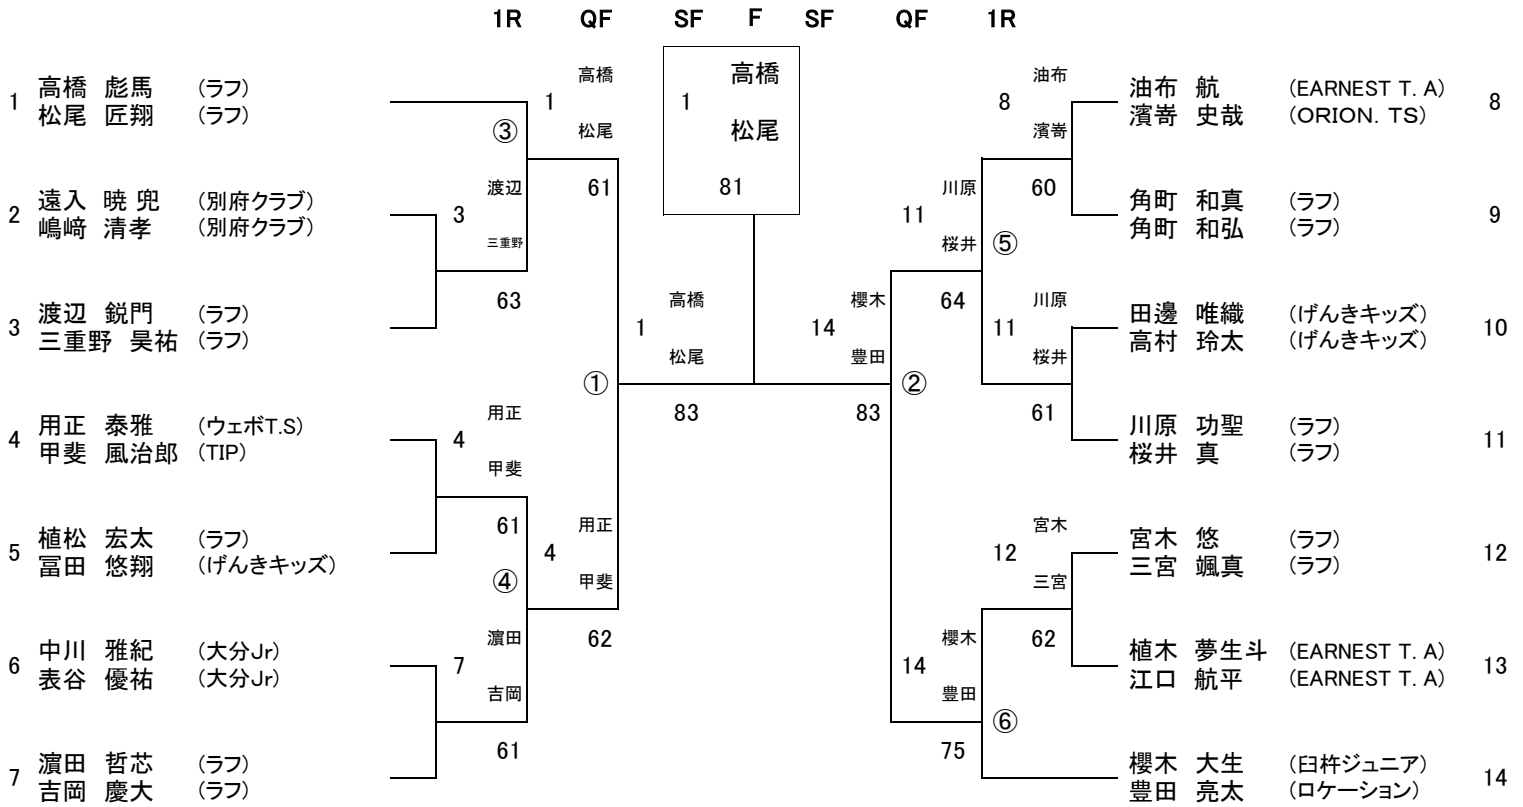 1R QF SF F SF QF 1R
1 高橋 彪馬 (ラフ)
松尾 匠翔 (ラフ)
2 遠入 暁兜 (別府クラブ)
嶋﨑 清孝 (別府クラブ)
3 渡辺 鋭門 (ラフ)
三重野 昊祐 (ラフ)
4 用正 泰雅 (ウェボT.S)
甲斐 風治郎 (TIP)
5 植松 宏太 (ラフ)
冨田 悠翔 (げんきキッズ)
6 中川 雅紀 (大分Jr)
表谷 優祐 (大分Jr)
7 濵田 哲芯 (ラフ)
吉岡 慶大 (ラフ)
3
渡辺
三重野
63
4
用正
甲斐
61
7
濵田
吉岡
61
③
④
1
高橋
松尾
61
4
用正
甲斐
62
①
1
高橋
松尾
83
1
高橋
松尾
81
14
櫻木
豊田
83
②
11
川原
桜井
64
14
櫻木
豊田
75
⑤
⑥
8
油布
濱嵜
60
11
川原
桜井
61
12
宮木
三宮
62
油布 航 (EARNEST T. A) 8
濱嵜 史哉 (ORION. TS)
角町 和真 (ラフ) 9
角町 和弘 (ラフ)
田邊 唯織 (げんきキッズ) 10
高村 玲太 (げんきキッズ)
川原 功聖 (ラフ) 11
桜井 真 (ラフ)
宮木 悠 (ラフ) 12
三宮 颯真 (ラフ)
植木 夢生斗 (EARNEST T. A) 13
江口 航平 (EARNEST T. A)
櫻木 大生 (臼杵ジュニア) 14
豊田 亮太 (ロケーション)